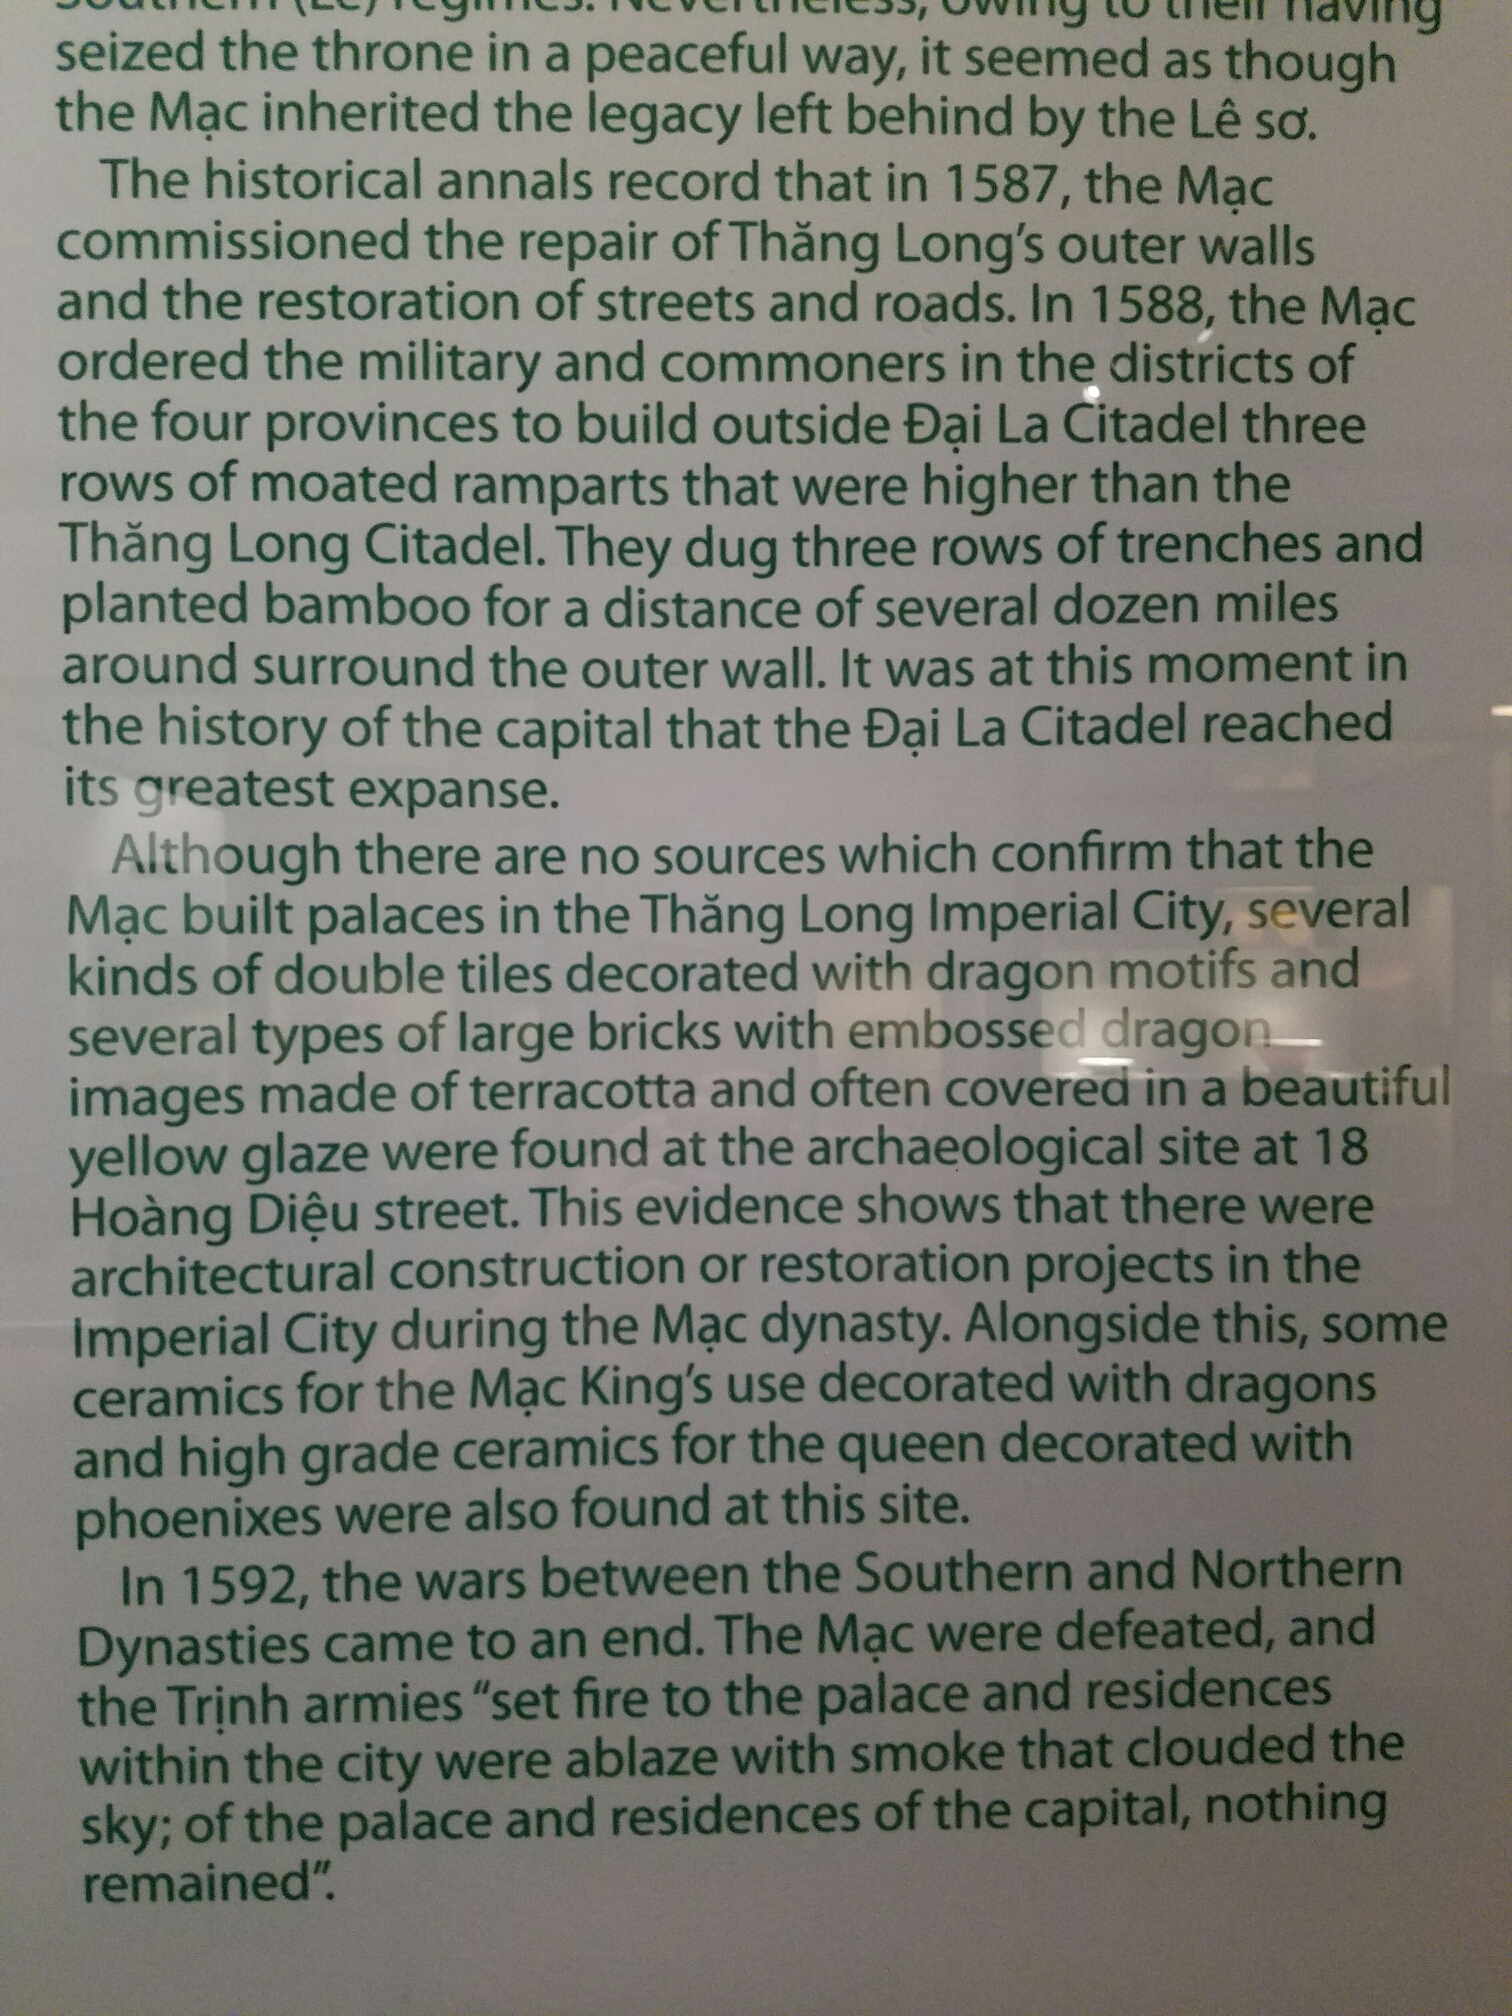 Southern (Lê) regimes. Nevertheless, owing to their having
seized the throne in a peaceful way, it seemed as though
the Mạc inherited the legacy left behind by the Lê sơ.
The historical annals record that in 1587, the Mạc
commissioned the repair of Thăng Long's outer walls
and the restoration of streets and roads. In 1588, the Mạc
ordered the military and commoners in the districts of
the four provinces to build outside Đại La Citadel three
rows of moated ramparts that were higher than the
Thăng Long Citadel. They dug three rows of trenches and
planted bamboo for a distance of several dozen miles
around surround the outer wall. It was at this moment in
the history of the capital that the Đại La Citadel reached
its greatest expanse.
Although there are no sources which confirm that the
Mạc built palaces in the Thăng Long Imperial City, several
kinds of double tiles decorated with dragon motifs and
several types of large bricks with embossed dragon
images made of terracotta and often covered in a beautiful
yellow glaze were found at the archaeological site at 18
Hoàng Diệu street. This evidence shows that there were
architectural construction or restoration projects in the
Imperial City during the Mạc dynasty. Alongside this, some
ceramics for the Mạc King's use decorated with dragons
and high grade ceramics for the queen decorated with
phoenixes were also found at this site.
In 1592, the wars between the Southern and Northern
Dynasties came to an end. The Mạc were defeated, and
the Trịnh armies "set fire to the palace and residences
within the city were ablaze with smoke that clouded the
sky; of the palace and residences of the capital, nothing
remained".